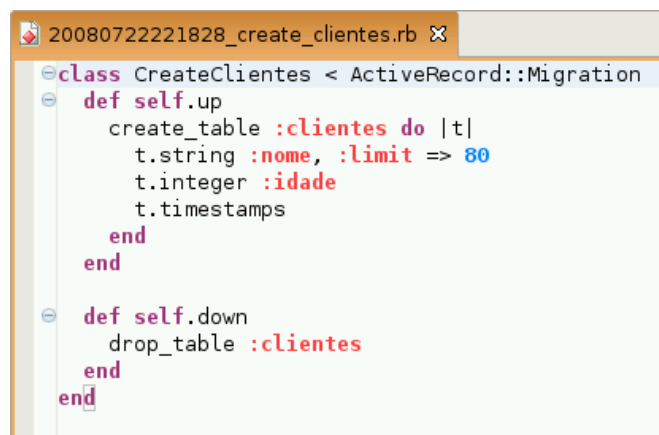 20080722221828_create_clientes.rb
class CreateClientes < ActiveRecord::Migration
  def self.up
    create_table :clientes do |t|
      t.string :nome, :limit => 80
      t.integer :idade
      t.timestamps
    end
  end

  def self.down
    drop_table :clientes
  end
end